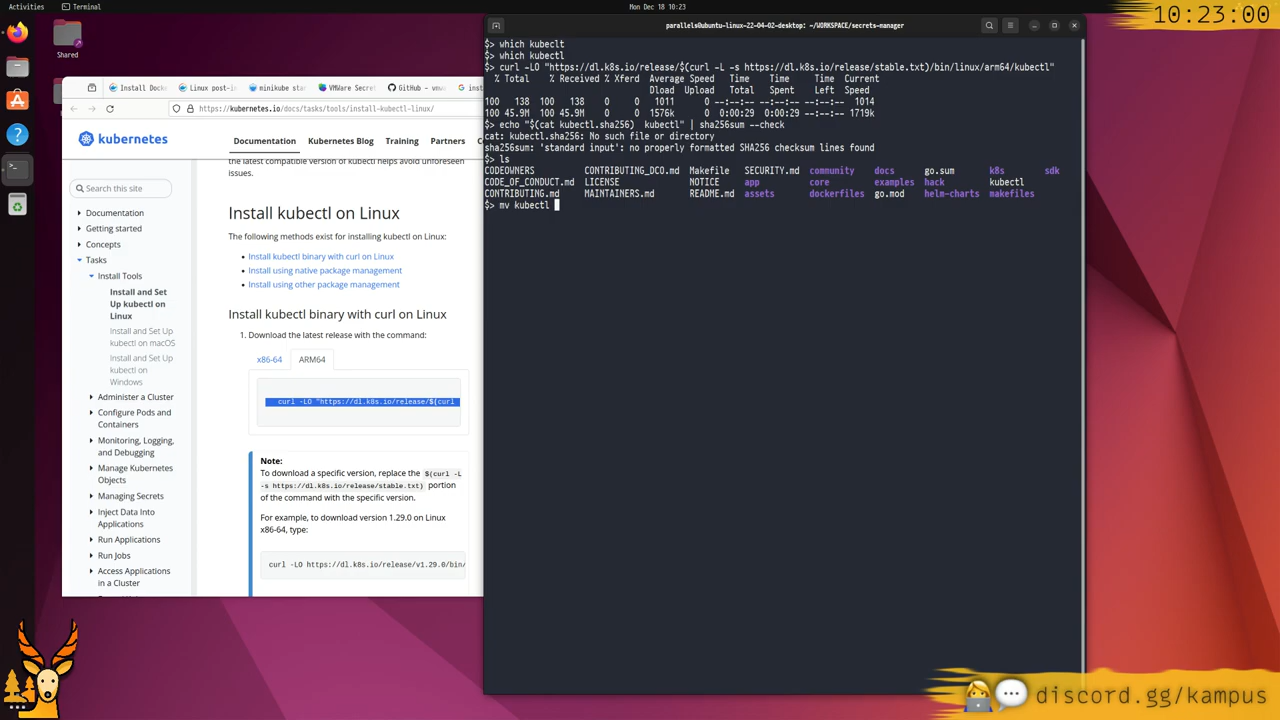 Activities
Terminal
Mon Dec 18 10:23
10:23:00
Shared
Install Docke
Linux post-in
minikube star
VMWare Secret
GitHub - vmw
inst
https://kubernetes.io/docs/tasks/tools/install-kubectl-linux/
kubernetes
Documentation
Kubernetes Blog
Training
Partners
Search this site
Documentation
Getting started
Concepts
Tasks
Install Tools
Install and Set
Up kubectl on
Linux
Install and Set Up
kubectl on macOS
Install and Set Up
kubectl on
Windows
Administer a Cluster
Configure Pods and
Containers
Monitoring, Logging,
and Debugging
Manage Kubernetes
Objects
Managing Secrets
Inject Data Into
Applications
Run Applications
Run Jobs
Access Applications
in a Cluster
the latest compatible version of kubectl helps avoid unforeseen
issues.
Install kubectl on Linux
The following methods exist for installing kubectl on Linux:
Install kubectl binary with curl on Linux
Install using native package management
Install using other package management
Install kubectl binary with curl on Linux
1. Download the latest release with the command:
x86-64
ARM64
curl -LO "https://dl.k8s.io/release/$(curl
Note:
To download a specific version, replace the $(curl -L
-s https://dl.k8s.io/release/stable.txt) portion
of the command with the specific version.
For example, to download version 1.29.0 on Linux
x86-64, type:
curl -LO https://dl.k8s.io/release/v1.29.0/bin/
parallels@ubuntu-linux-22-04-02-desktop: ~/WORKSPACE/secrets-manager
$> which kubeclt
$> which kubectl
$> curl -LO "https://dl.k8s.io/release/$(curl -L -s https://dl.k8s.io/release/stable.txt)/bin/linux/arm64/kubectl"
% Total % Received % Xferd Average Speed Time Time Time Current
Dload Upload Total Spent Left Speed
100 138 100 138 0 0 1011 0 --:--:-- --:--:-- --:--:-- 1014
100 45.9M 100 45.9M 0 0 1576k 0 0:00:29 0:00:29 --:--:-- 1719k
$> echo "$(cat kubectl.sha256)  kubectl" | sha256sum --check
cat: kubectl.sha256: No such file or directory
sha256sum: 'standard input': no properly formatted SHA256 checksum lines found
$> ls
CODEOWNERS CONTRIBUTING_DCO.md Makefile SECURITY.md community docs go.sum k8s sdk
CODE_OF_CONDUCT.md LICENSE NOTICE app core examples hack kubectl
CONTRIBUTING.md MAINTAINERS.md README.md assets dockerfiles go.mod helm-charts makefiles
$> mv kubectl
discord.gg/kampus